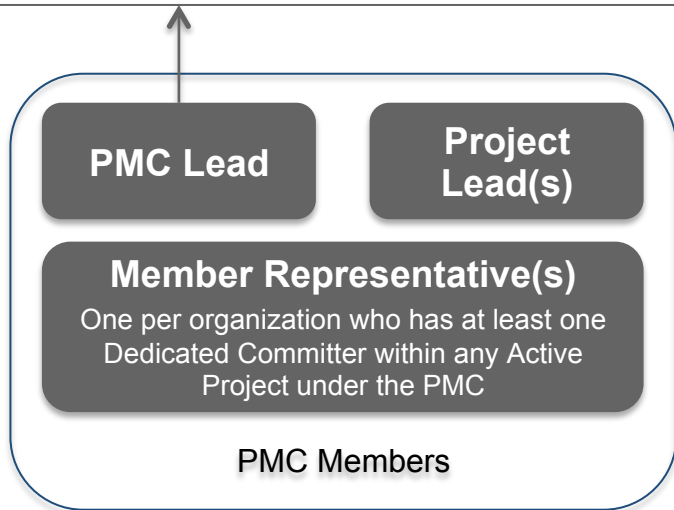 PMC Lead
Project
Lead(s)
Member Representative(s)
One per organization who has at least one
Dedicated Committer within any Active
Project under the PMC
PMC Members